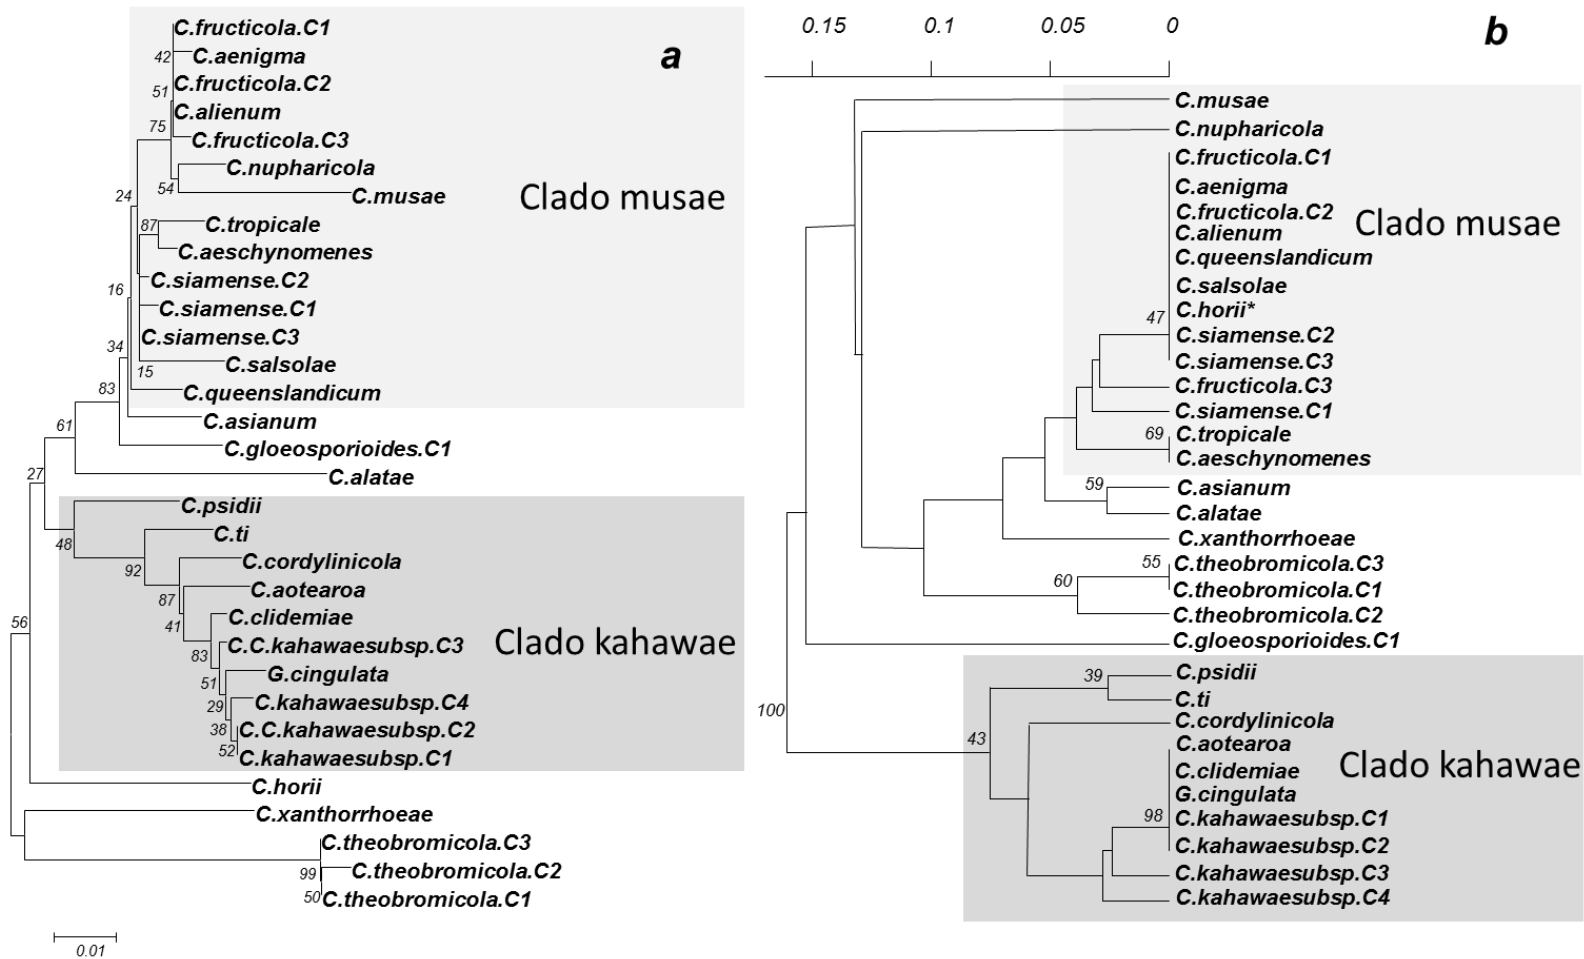 a
C.fructicola.C1
42
C.aenigma
51
C.fructicola.C2
C.alienum
75
C.fructicola.C3
C.nupharicola
54
C.musae
24
Clado musae
87
C.tropicale
C.aeschynomenes
C.siamense.C2
16
C.siamense.C1
C.siamense.C3
34
C.salsolae
15
C.queenslandicum
83
C.asianum
61
C.gloeosporioides.C1
27
C.alatae
C.psidii
48
C.ti
92
C.cordylinicola
87
C.aotearoa
41
C.clidemiae
83
C.C.kahawaesubsp.C3
Clado kahawae
51
G.cingulata
29
C.kahawaesubsp.C4
38
C.C.kahawaesubsp.C2
52
C.kahawaesubsp.C1
56
C.horii
C.xanthorrhoeae
C.theobromicola.C3
99
C.theobromicola.C2
50
C.theobromicola.C1
0.01
0.15 0.1 0.05 0
b
C.musae
C.nupharicola
C.fructicola.C1
C.aenigma
C.fructicola.C2
Clado musae
C.alienum
C.queenslandicum
C.salsolae
C.horii*
47
C.siamense.C2
C.siamense.C3
C.fructicola.C3
C.siamense.C1
69
C.tropicale
C.aeschynomenes
59
C.asianum
C.alatae
C.xanthorrhoeae
55
C.theobromicola.C3
60
C.theobromicola.C1
C.theobromicola.C2
C.gloeosporioides.C1
39
C.psidii
C.ti
100
C.cordylinicola
43
C.aotearoa
Clado kahawae
C.clidemiae
G.cingulata
98
C.kahawaesubsp.C1
C.kahawaesubsp.C2
C.kahawaesubsp.C3
C.kahawaesubsp.C4